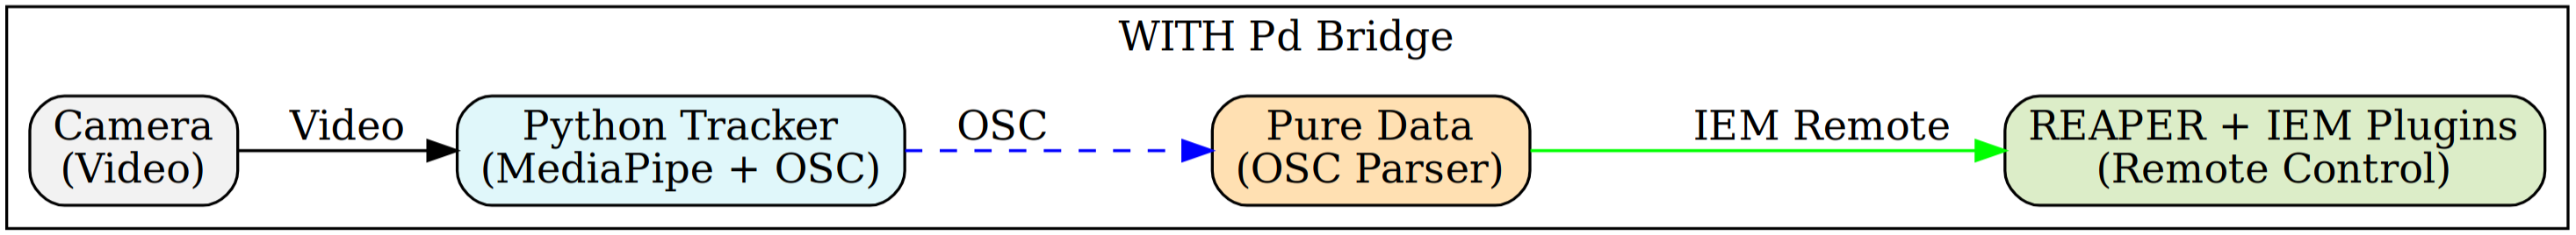 WITH Pd Bridge
Camera
(Video)
Video
Python Tracker
(MediaPipe + OSC)
OSC
Pure Data
(OSC Parser)
IEM Remote
REAPER + IEM Plugins
(Remote Control)